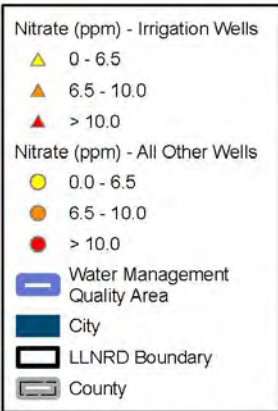 Nitrate (ppm) - Irrigation Wells
0 - 6.5
6.5 - 10.0
> 10.0
Nitrate (ppm) - All Other Wells
0.0 - 6.5
6.5 - 10.0
> 10.0
Water Management
Quality Area
City
LLNRD Boundary
County